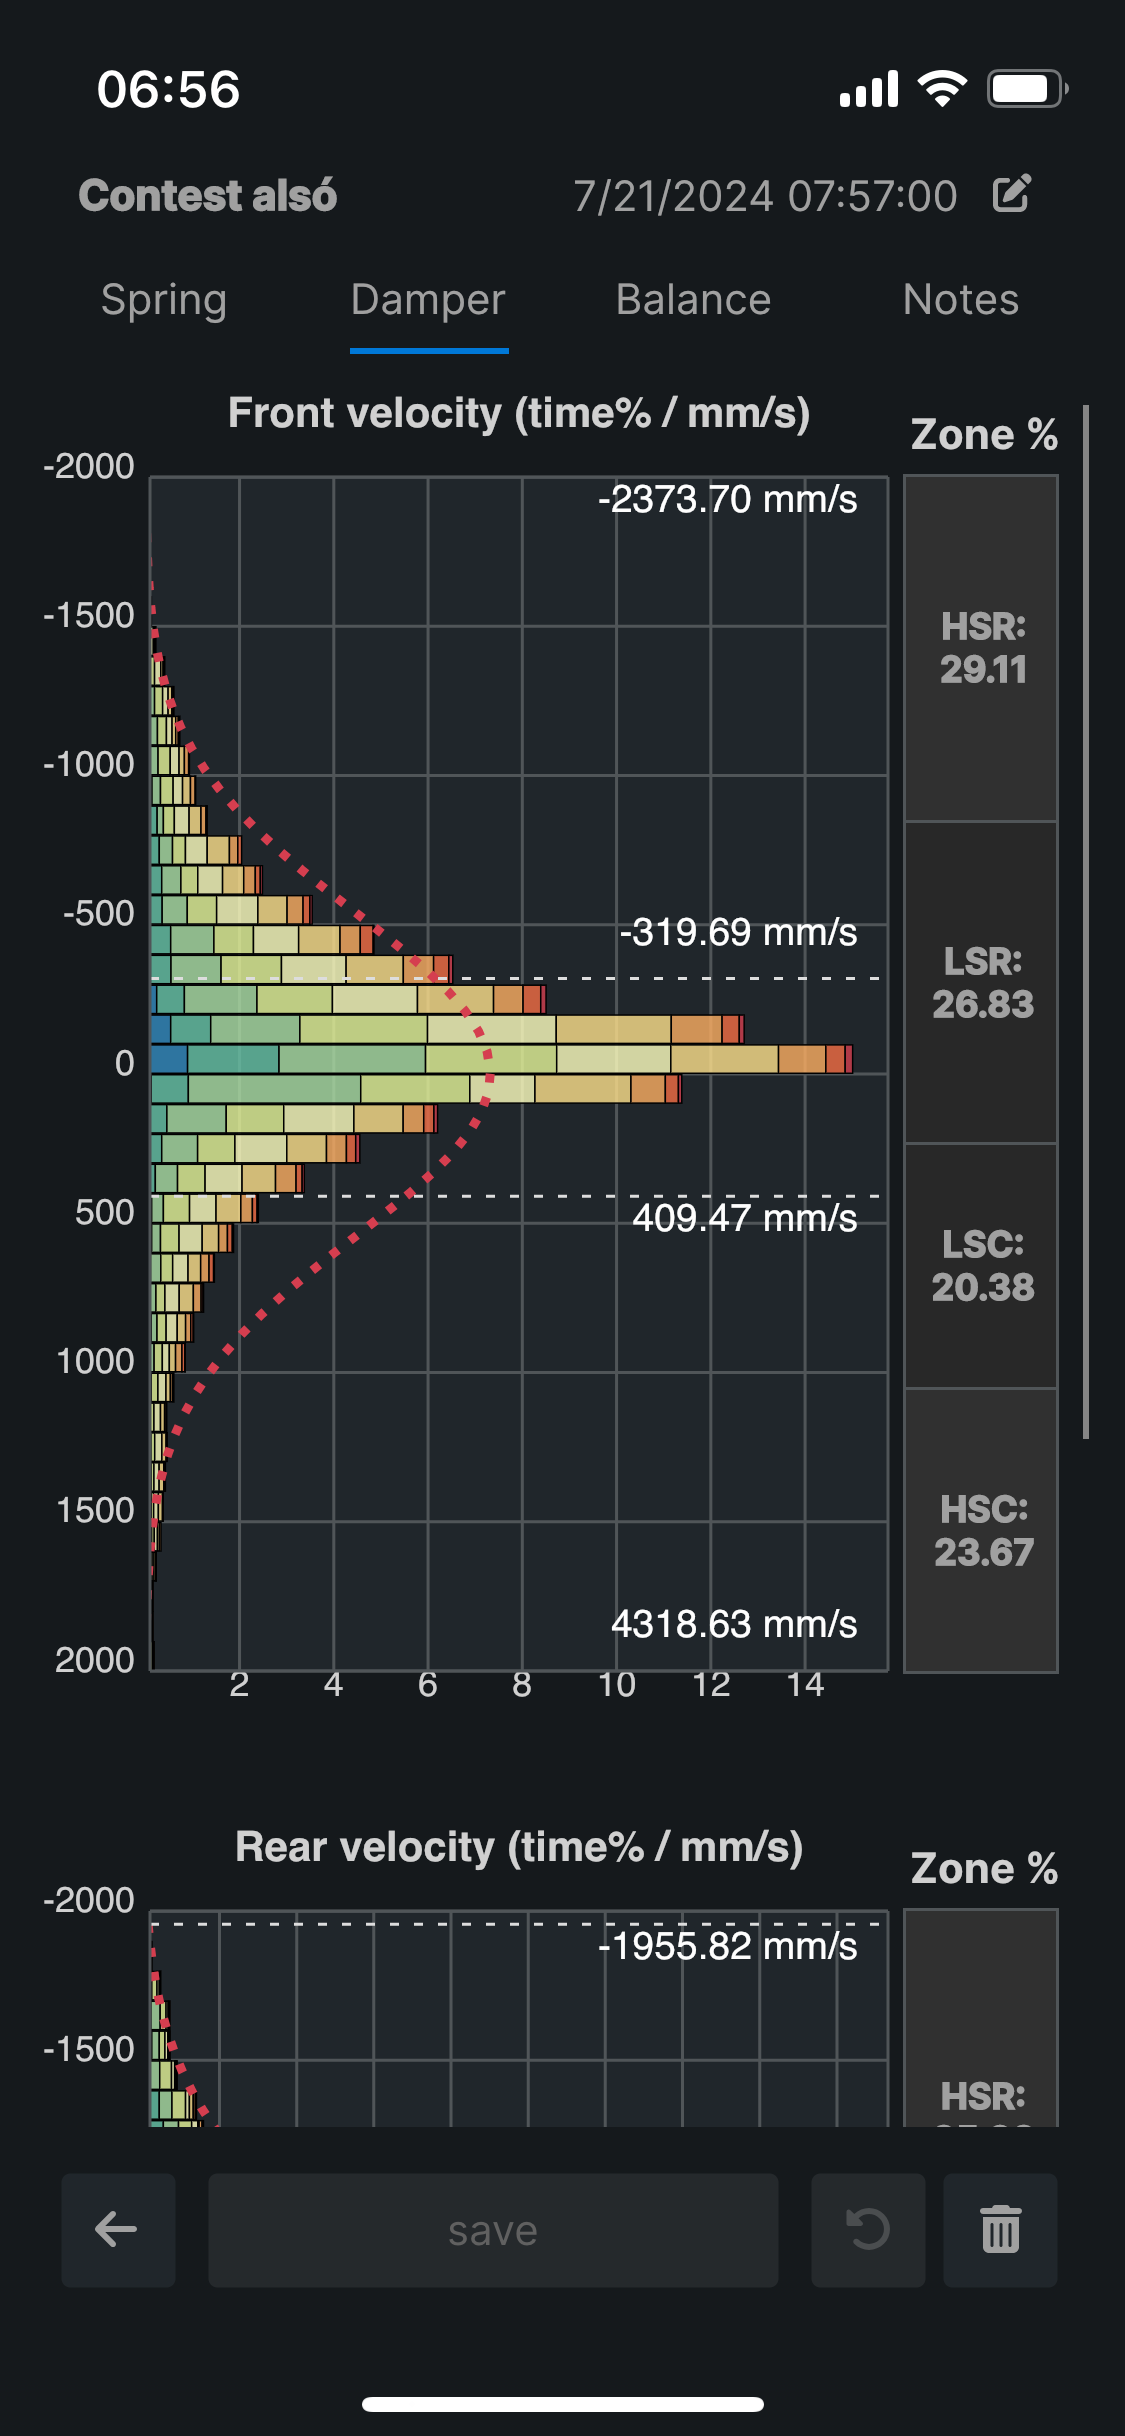 06:56
Contest alsó 7/21/2024 07:57:00
Spring Damper Balance Notes
Front velocity (time% / mm/s)
Zone %
-2000
-2373.70 mm/s
-1500
HSR:
29.11
-1000
-500
-319.69 mm/s
LSR:
26.83
0
500
409.47 mm/s
LSC:
20.38
1000
1500
HSC:
23.67
4318.63 mm/s
2000
2 4 6 8 10 12 14
Rear velocity (time% / mm/s)
Zone %
-2000
-1955.82 mm/s
-1500
HSR:
save